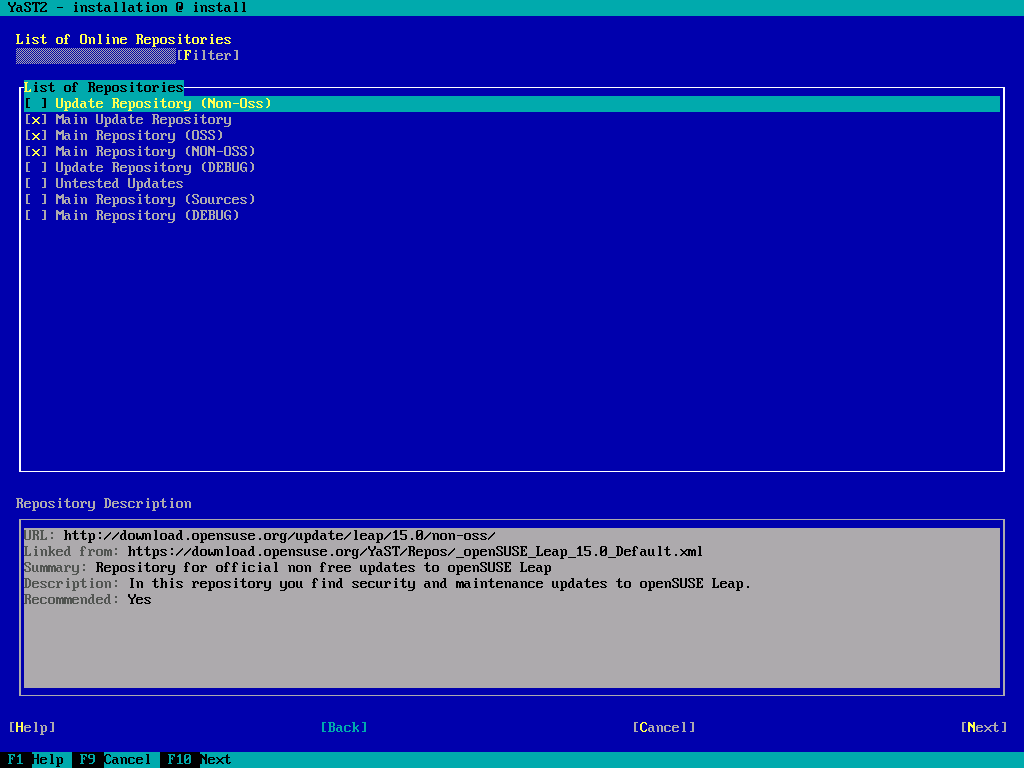 YaST2 - installation @ install
List of Online Repositories
[Filter]
List of Repositories
[ ] Update Repository (Non-Oss)
[x] Main Update Repository
[x] Main Repository (OSS)
[x] Main Repository (NON-OSS)
[ ] Update Repository (DEBUG)
[ ] Untested Updates
[ ] Main Repository (Sources)
[ ] Main Repository (DEBUG)
Repository Description
URL: http://download.opensuse.org/update/leap/15.0/non-oss/
Linked from: https://download.opensuse.org/YaST/Repos/_openSUSE_Leap_15.0_Default.xml
Summary: Repository for official non free updates to openSUSE Leap
Description: In this repository you find security and maintenance updates to openSUSE Leap.
Recommended: Yes
[Help] [Back] [Cancel] [Next]
F1 Help F9 Cancel F10 Next